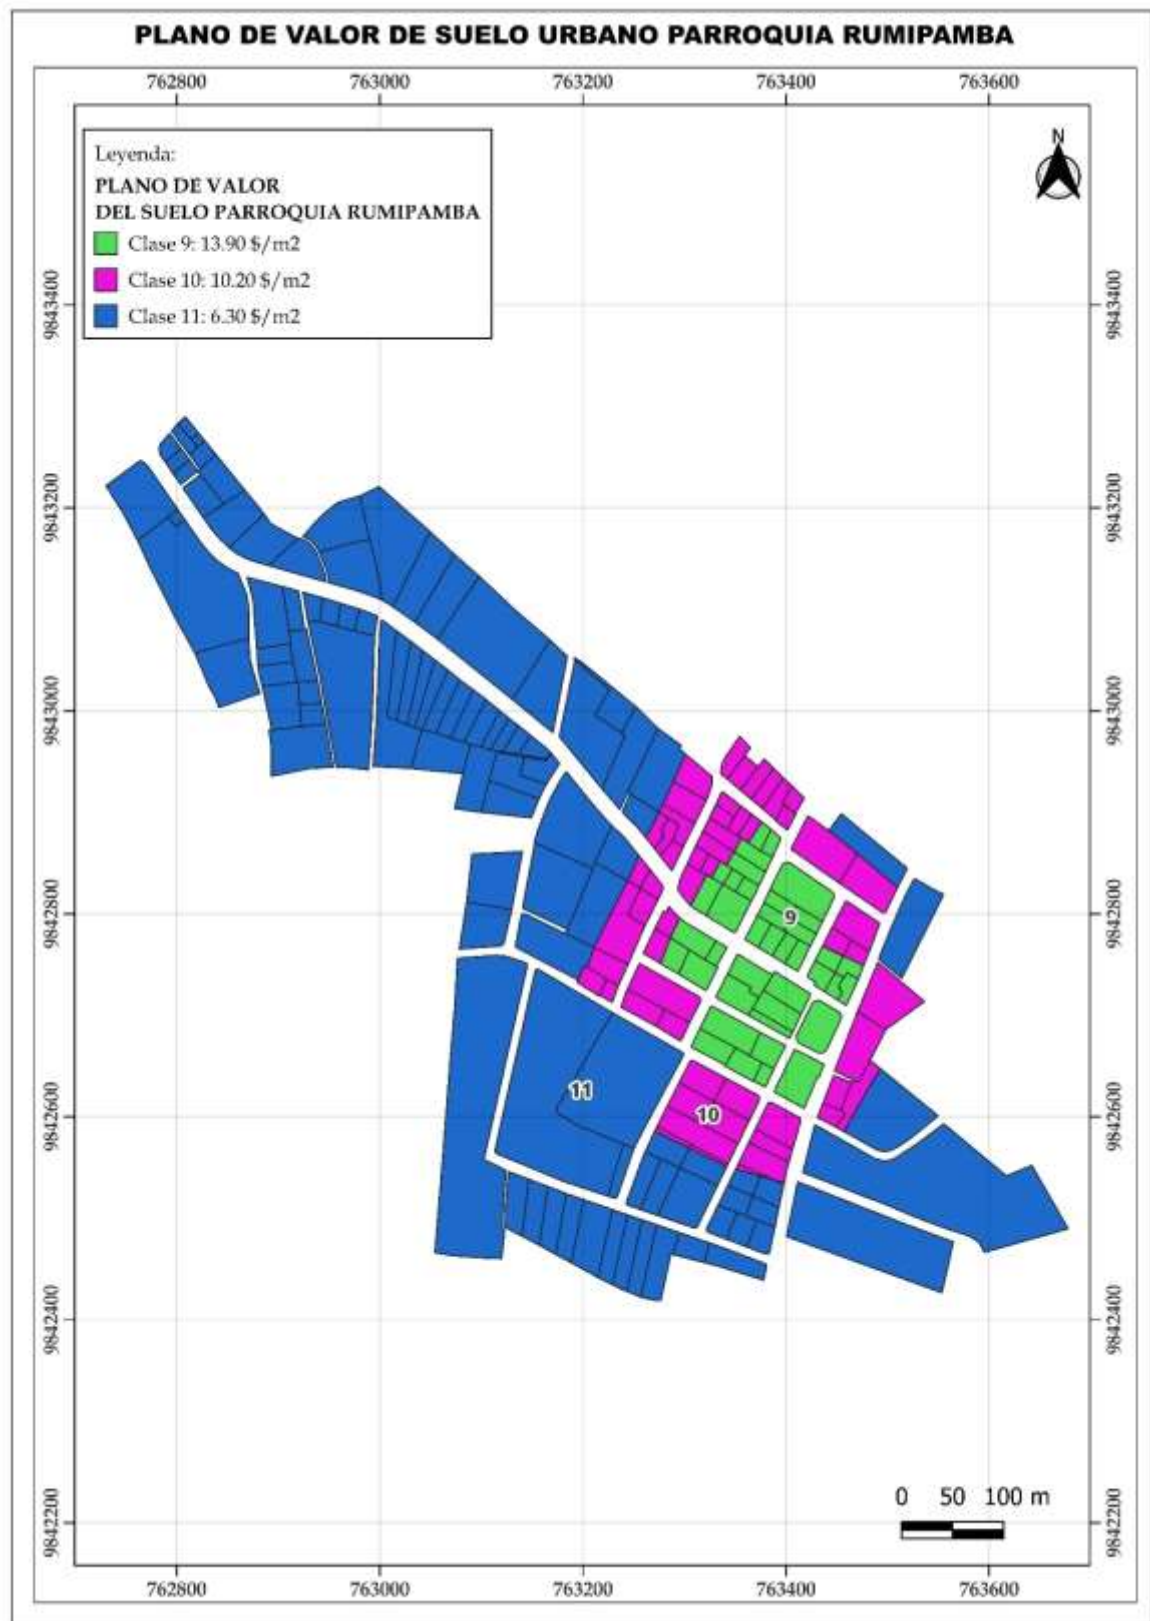 PLANO DE VALOR DE SUELO URBANO PARROQUIA RUMIPAMBA
762800 763000 763200 763400 763600
N
Leyenda:
PLANO DE VALOR
DEL SUELO PARROQUIA RUMIPAMBA
Clase 9: 13.90 $/m2
Clase 10: 10.20 $/m2
Clase 11: 6.30 $/m2
9843400 9843400
9843200 9843200
9843000 9843000
9842800 9842800
9
11
10
9842600 9842600
9842400 9842400
0 50 100 m
9842200 9842200
762800 763000 763200 763400 763600